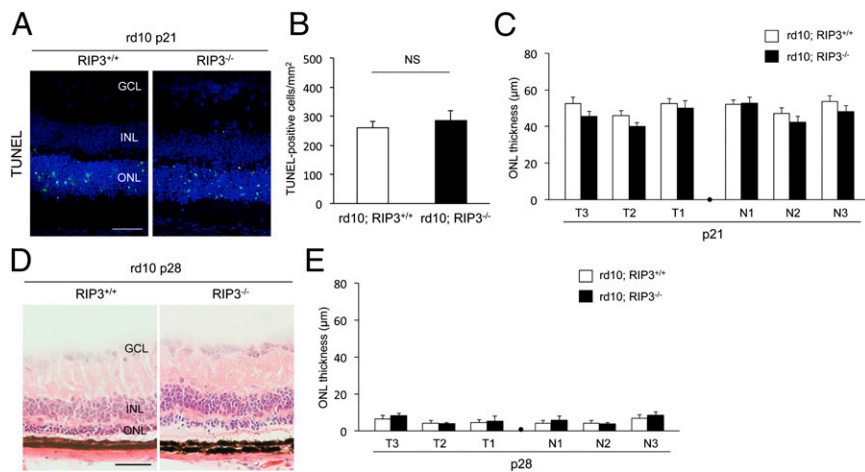 A
rd10 p21
RIP3+/+
RIP3-/-
TUNEL
GCL
INL
ONL
B
TUNEL-positive cells/mm2
500
400
300
200
100
0
NS
rd10; RIP3+/+
rd10; RIP3-/-
C
rd10; RIP3+/+
rd10; RIP3-/-
ONL thickness (μm)
80
60
40
20
0
T3 T2 T1 N1 N2 N3
p21
D
rd10 p28
RIP3+/+
RIP3-/-
GCL
INL
ONL
E
rd10; RIP3+/+
rd10; RIP3-/-
ONL thickness (μm)
80
60
40
20
0
T3 T2 T1 N1 N2 N3
p28